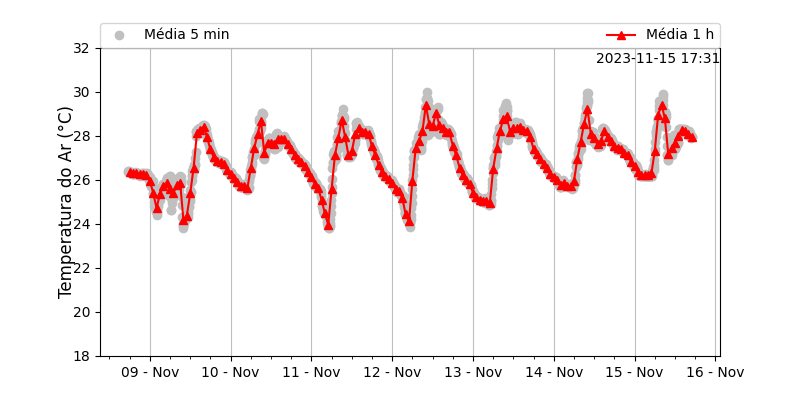 Média 5 min
Média 1 h
2023-11-15 17:31
Temperatura do Ar (°C)
32
30
28
26
24
22
20
18
09 - Nov
10 - Nov
11 - Nov
12 - Nov
13 - Nov
14 - Nov
15 - Nov
16 - Nov